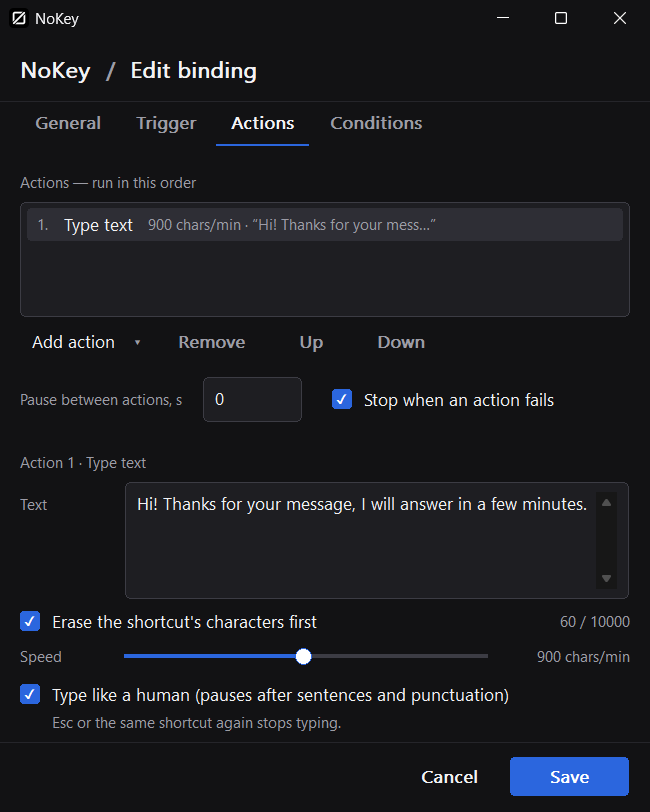 NoKey
NoKey / Edit binding
General Trigger Actions Conditions
Actions — run in this order
1. Type text 900 chars/min · "Hi! Thanks for your mess…"
Add action Remove Up Down
Pause between actions, s 0 Stop when an action fails
Action 1 · Type text
Text Hi! Thanks for your message, I will answer in a few minutes.
Erase the shortcut's characters first 60 / 10000
Speed 900 chars/min
Type like a human (pauses after sentences and punctuation)
Esc or the same shortcut again stops typing.
Cancel Save